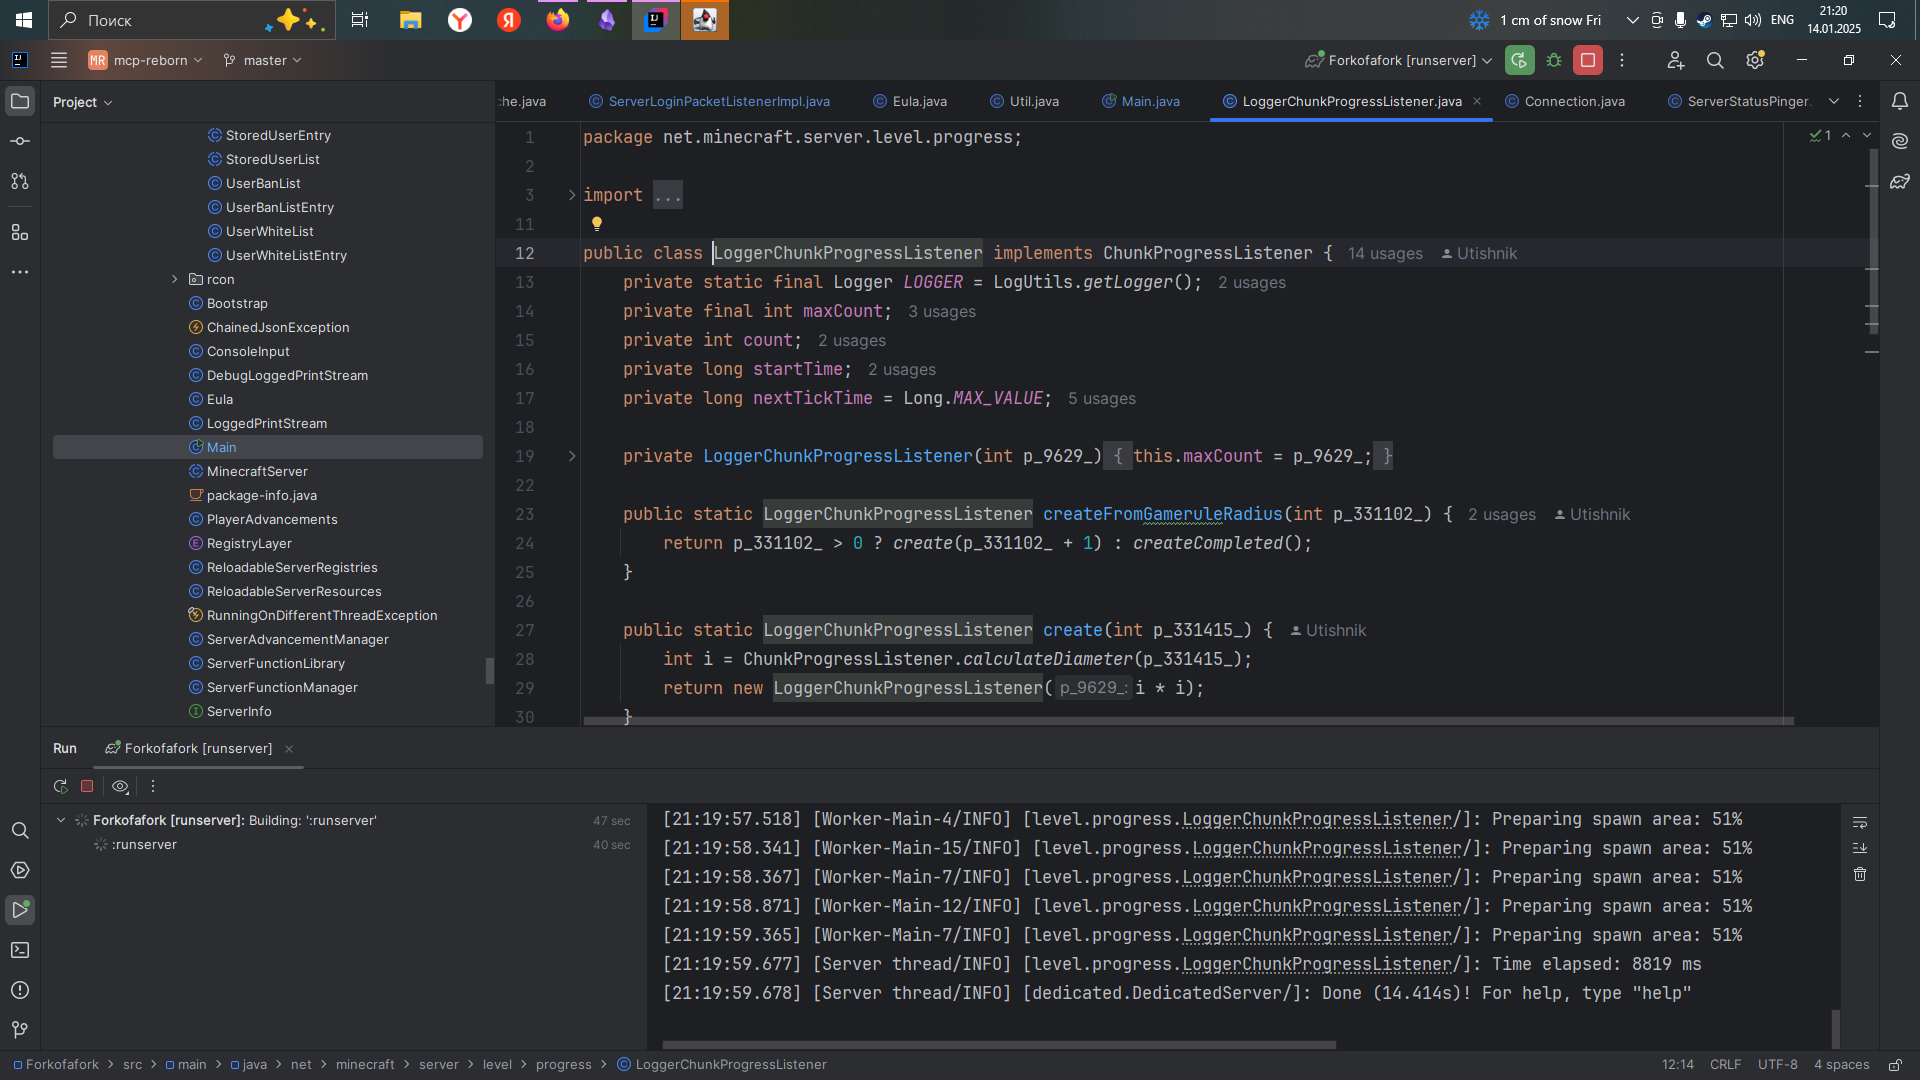 Поиск
1 cm of snow Fri
ENG
21:20
14.01.2025
MR
mcp-reborn
master
Forkofafork [runserver]
Project
che.java
ServerLoginPacketListenerImpl.java
Eula.java
Util.java
Main.java
LoggerChunkProgressListener.java
Connection.java
ServerStatusPinger.
StoredUserEntry
StoredUserList
UserBanList
UserBanListEntry
UserWhiteList
UserWhiteListEntry
rcon
Bootstrap
ChainedJsonException
ConsoleInput
DebugLoggedPrintStream
Eula
LoggedPrintStream
Main
MinecraftServer
package-info.java
PlayerAdvancements
RegistryLayer
ReloadableServerRegistries
ReloadableServerResources
RunningOnDifferentThreadException
ServerAdvancementManager
ServerFunctionLibrary
ServerFunctionManager
ServerInfo
1
1 package net.minecraft.server.level.progress;
2
3 import ...
11
12 public class LoggerChunkProgressListener implements ChunkProgressListener { 14 usages Utishnik
13 private static final Logger LOGGER = LogUtils.getLogger(); 2 usages
14 private final int maxCount; 3 usages
15 private int count; 2 usages
16 private long startTime; 2 usages
17 private long nextTickTime = Long.MAX_VALUE; 5 usages
18
19 private LoggerChunkProgressListener(int p_9629_) { this.maxCount = p_9629_; }
22
23 public static LoggerChunkProgressListener createFromGameruleRadius(int p_331102_) { 2 usages Utishnik
24 return p_331102_ > 0 ? create(p_331102_ + 1) : createCompleted();
25 }
26
27 public static LoggerChunkProgressListener create(int p_331415_) { Utishnik
28 int i = ChunkProgressListener.calculateDiameter(p_331415_);
29 return new LoggerChunkProgressListener( p_9629_: i * i);
30 }
Run
Forkofafork [runserver]
Forkofafork [runserver]: Building: ':runserver' 47 sec
:runserver 40 sec
[21:19:57.518] [Worker-Main-4/INFO] [level.progress.LoggerChunkProgressListener/]: Preparing spawn area: 51%
[21:19:58.341] [Worker-Main-15/INFO] [level.progress.LoggerChunkProgressListener/]: Preparing spawn area: 51%
[21:19:58.367] [Worker-Main-7/INFO] [level.progress.LoggerChunkProgressListener/]: Preparing spawn area: 51%
[21:19:58.871] [Worker-Main-12/INFO] [level.progress.LoggerChunkProgressListener/]: Preparing spawn area: 51%
[21:19:59.365] [Worker-Main-7/INFO] [level.progress.LoggerChunkProgressListener/]: Preparing spawn area: 51%
[21:19:59.677] [Server thread/INFO] [level.progress.LoggerChunkProgressListener/]: Time elapsed: 8819 ms
[21:19:59.678] [Server thread/INFO] [dedicated.DedicatedServer/]: Done (14.414s)! For help, type "help"
Forkofafork > src > main > java > net > minecraft > server > level > progress > LoggerChunkProgressListener
12:14 CRLF UTF-8 4 spaces